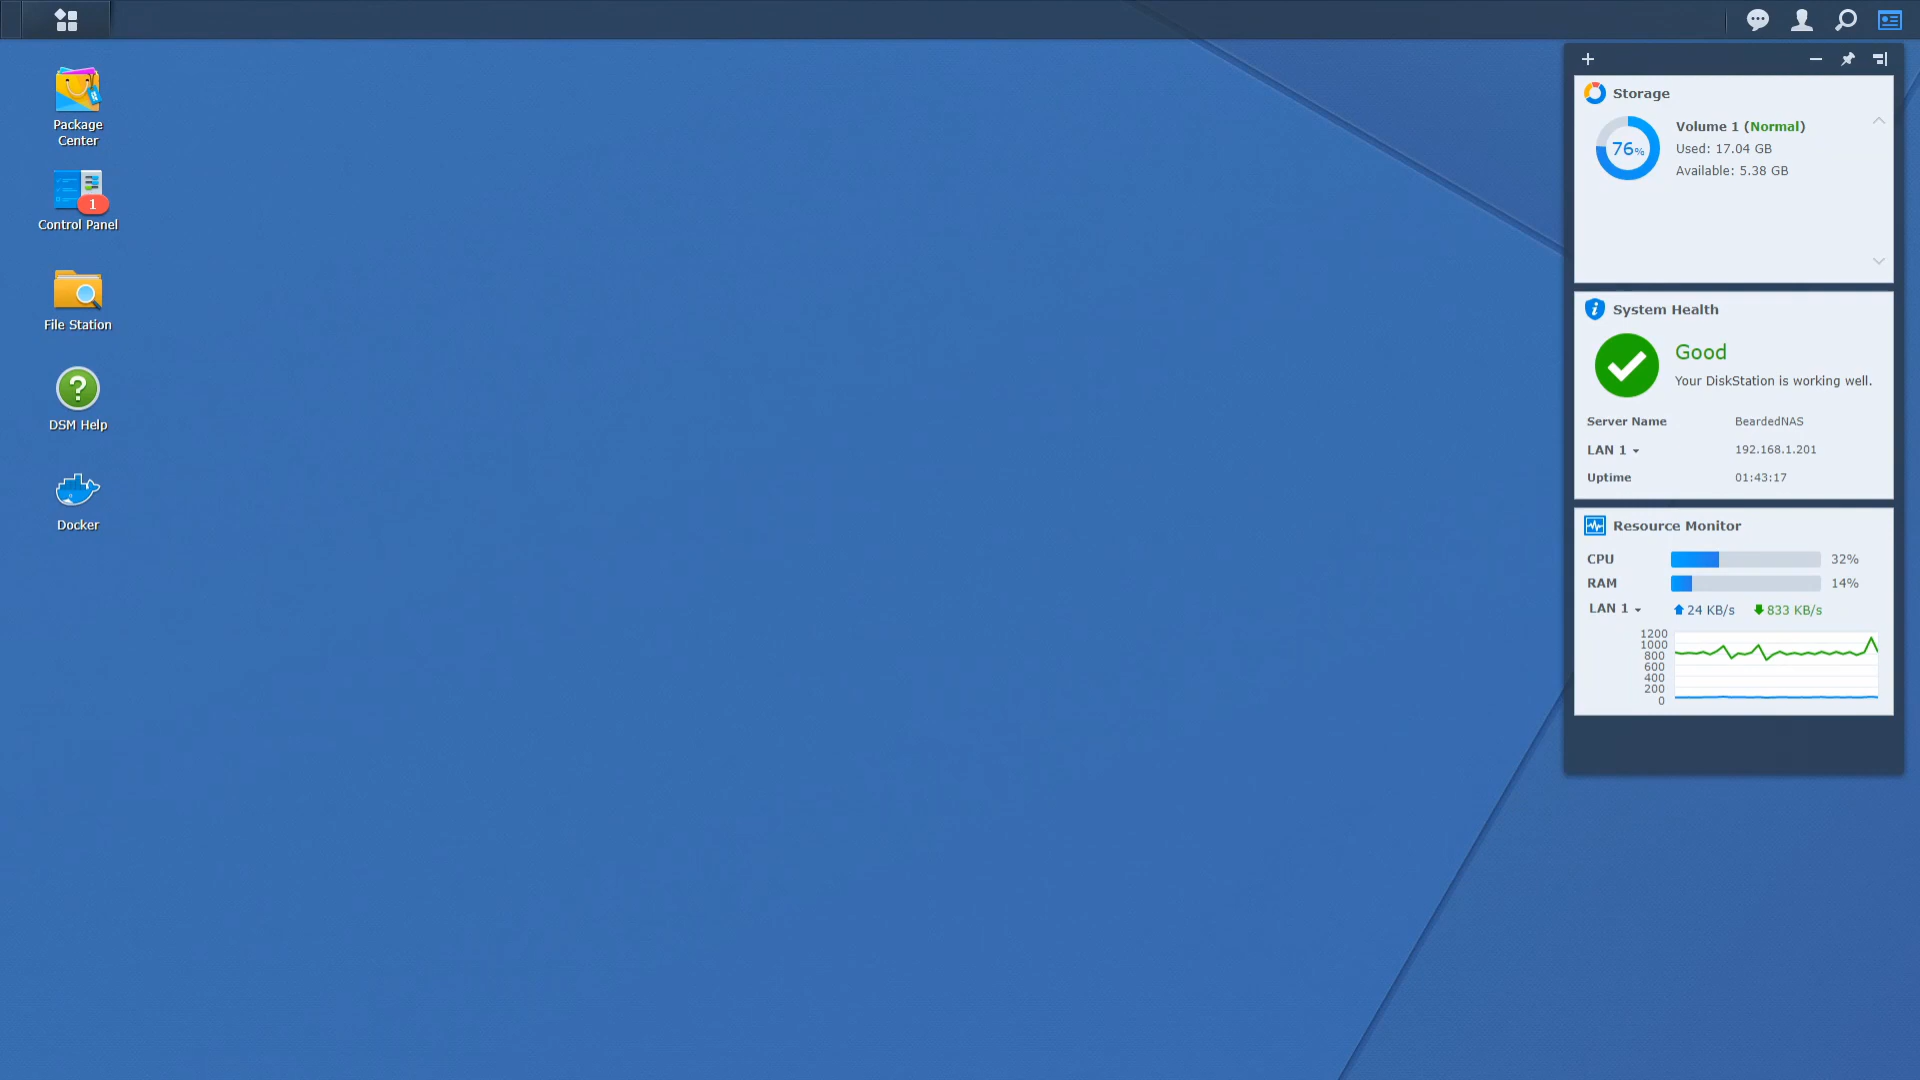 Package
Center
1
Control Panel
File Station
?
DSM Help
Docker
Storage
76%
Volume 1 (Normal)
Used: 17.04 GB
Available: 5.38 GB
System Health
Good
Your DiskStation is working well.
Server Name BeardedNAS
LAN 1 192.168.1.201
Uptime 01:43:17
Resource Monitor
CPU 32%
RAM 14%
LAN 1 24 KB/s 833 KB/s
1200
1000
800
600
400
200
0